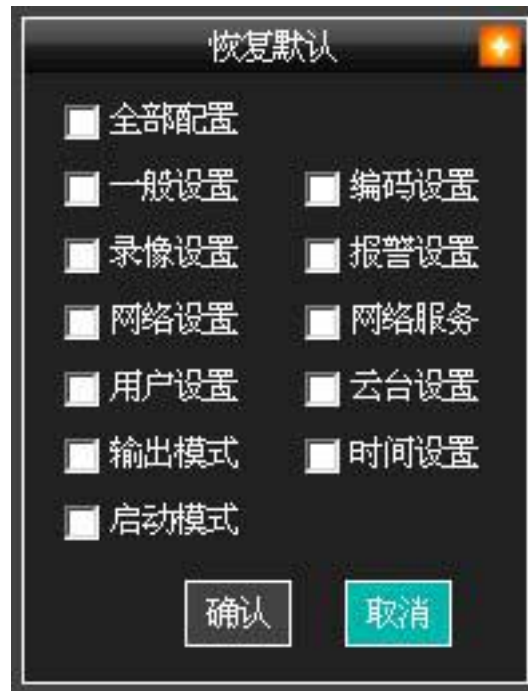 恢复默认
全部配置
一般设置 编码设置
录像设置 报警设置
网络设置 网络服务
用户设置 云台设置
输出模式 时间设置
启动模式
确认 取消